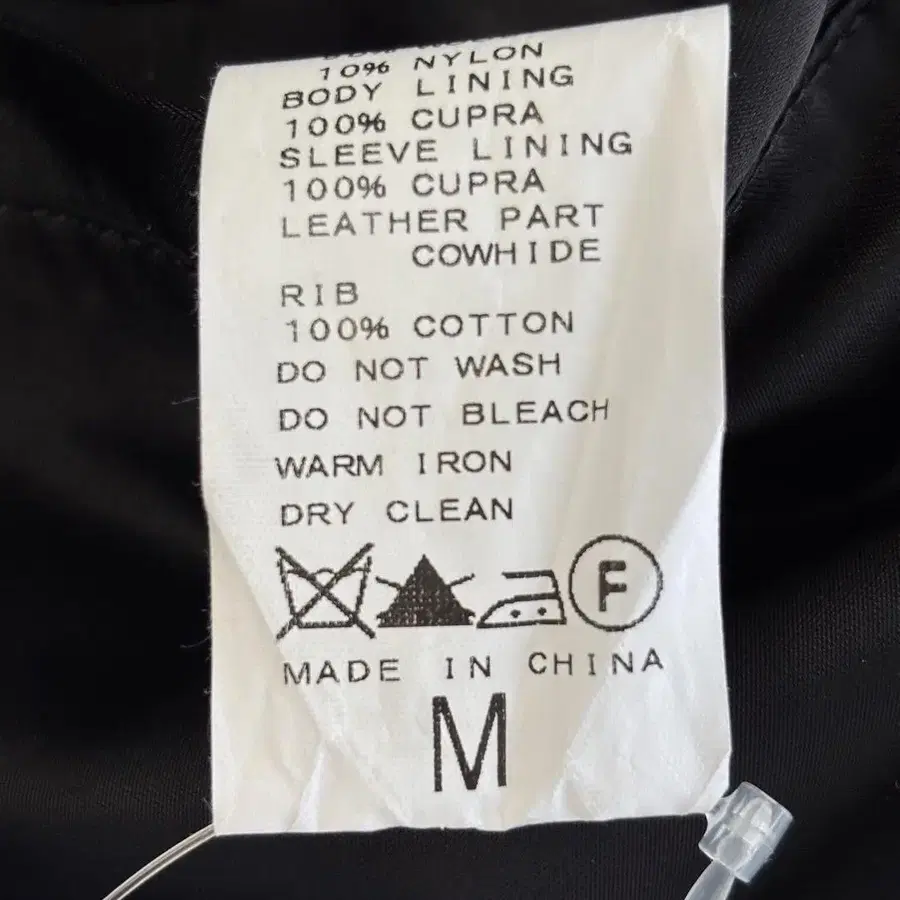 10% NYLON
BODY LINING
100% CUPRA
SLEEVE LINING
100% CUPRA
LEATHER PART
COWHIDE
RIB
100% COTTON
DO NOT WASH
DO NOT BLEACH
WARM IRON
DRY CLEAN
F
MADE IN CHINA
M